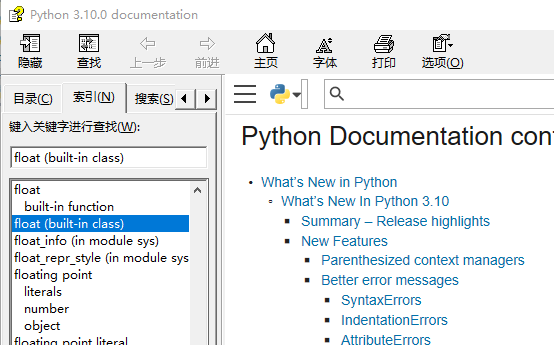 Python 3.10.0 documentation
隐藏 查找 上一步 前进 主页 字体 打印 选项(O)
目录(C) 索引(N) 搜索(S)
键入关键字进行查找(W):
float (built-in class)
float
built-in function
float (built-in class)
float_info (in module sys)
float_repr_style (in module sys
floating point
literals
number
object
floating point literal
Python Documentation con
What's New in Python
What's New In Python 3.10
Summary – Release highlights
New Features
Parenthesized context managers
Better error messages
SyntaxErrors
IndentationErrors
AttributeErrors